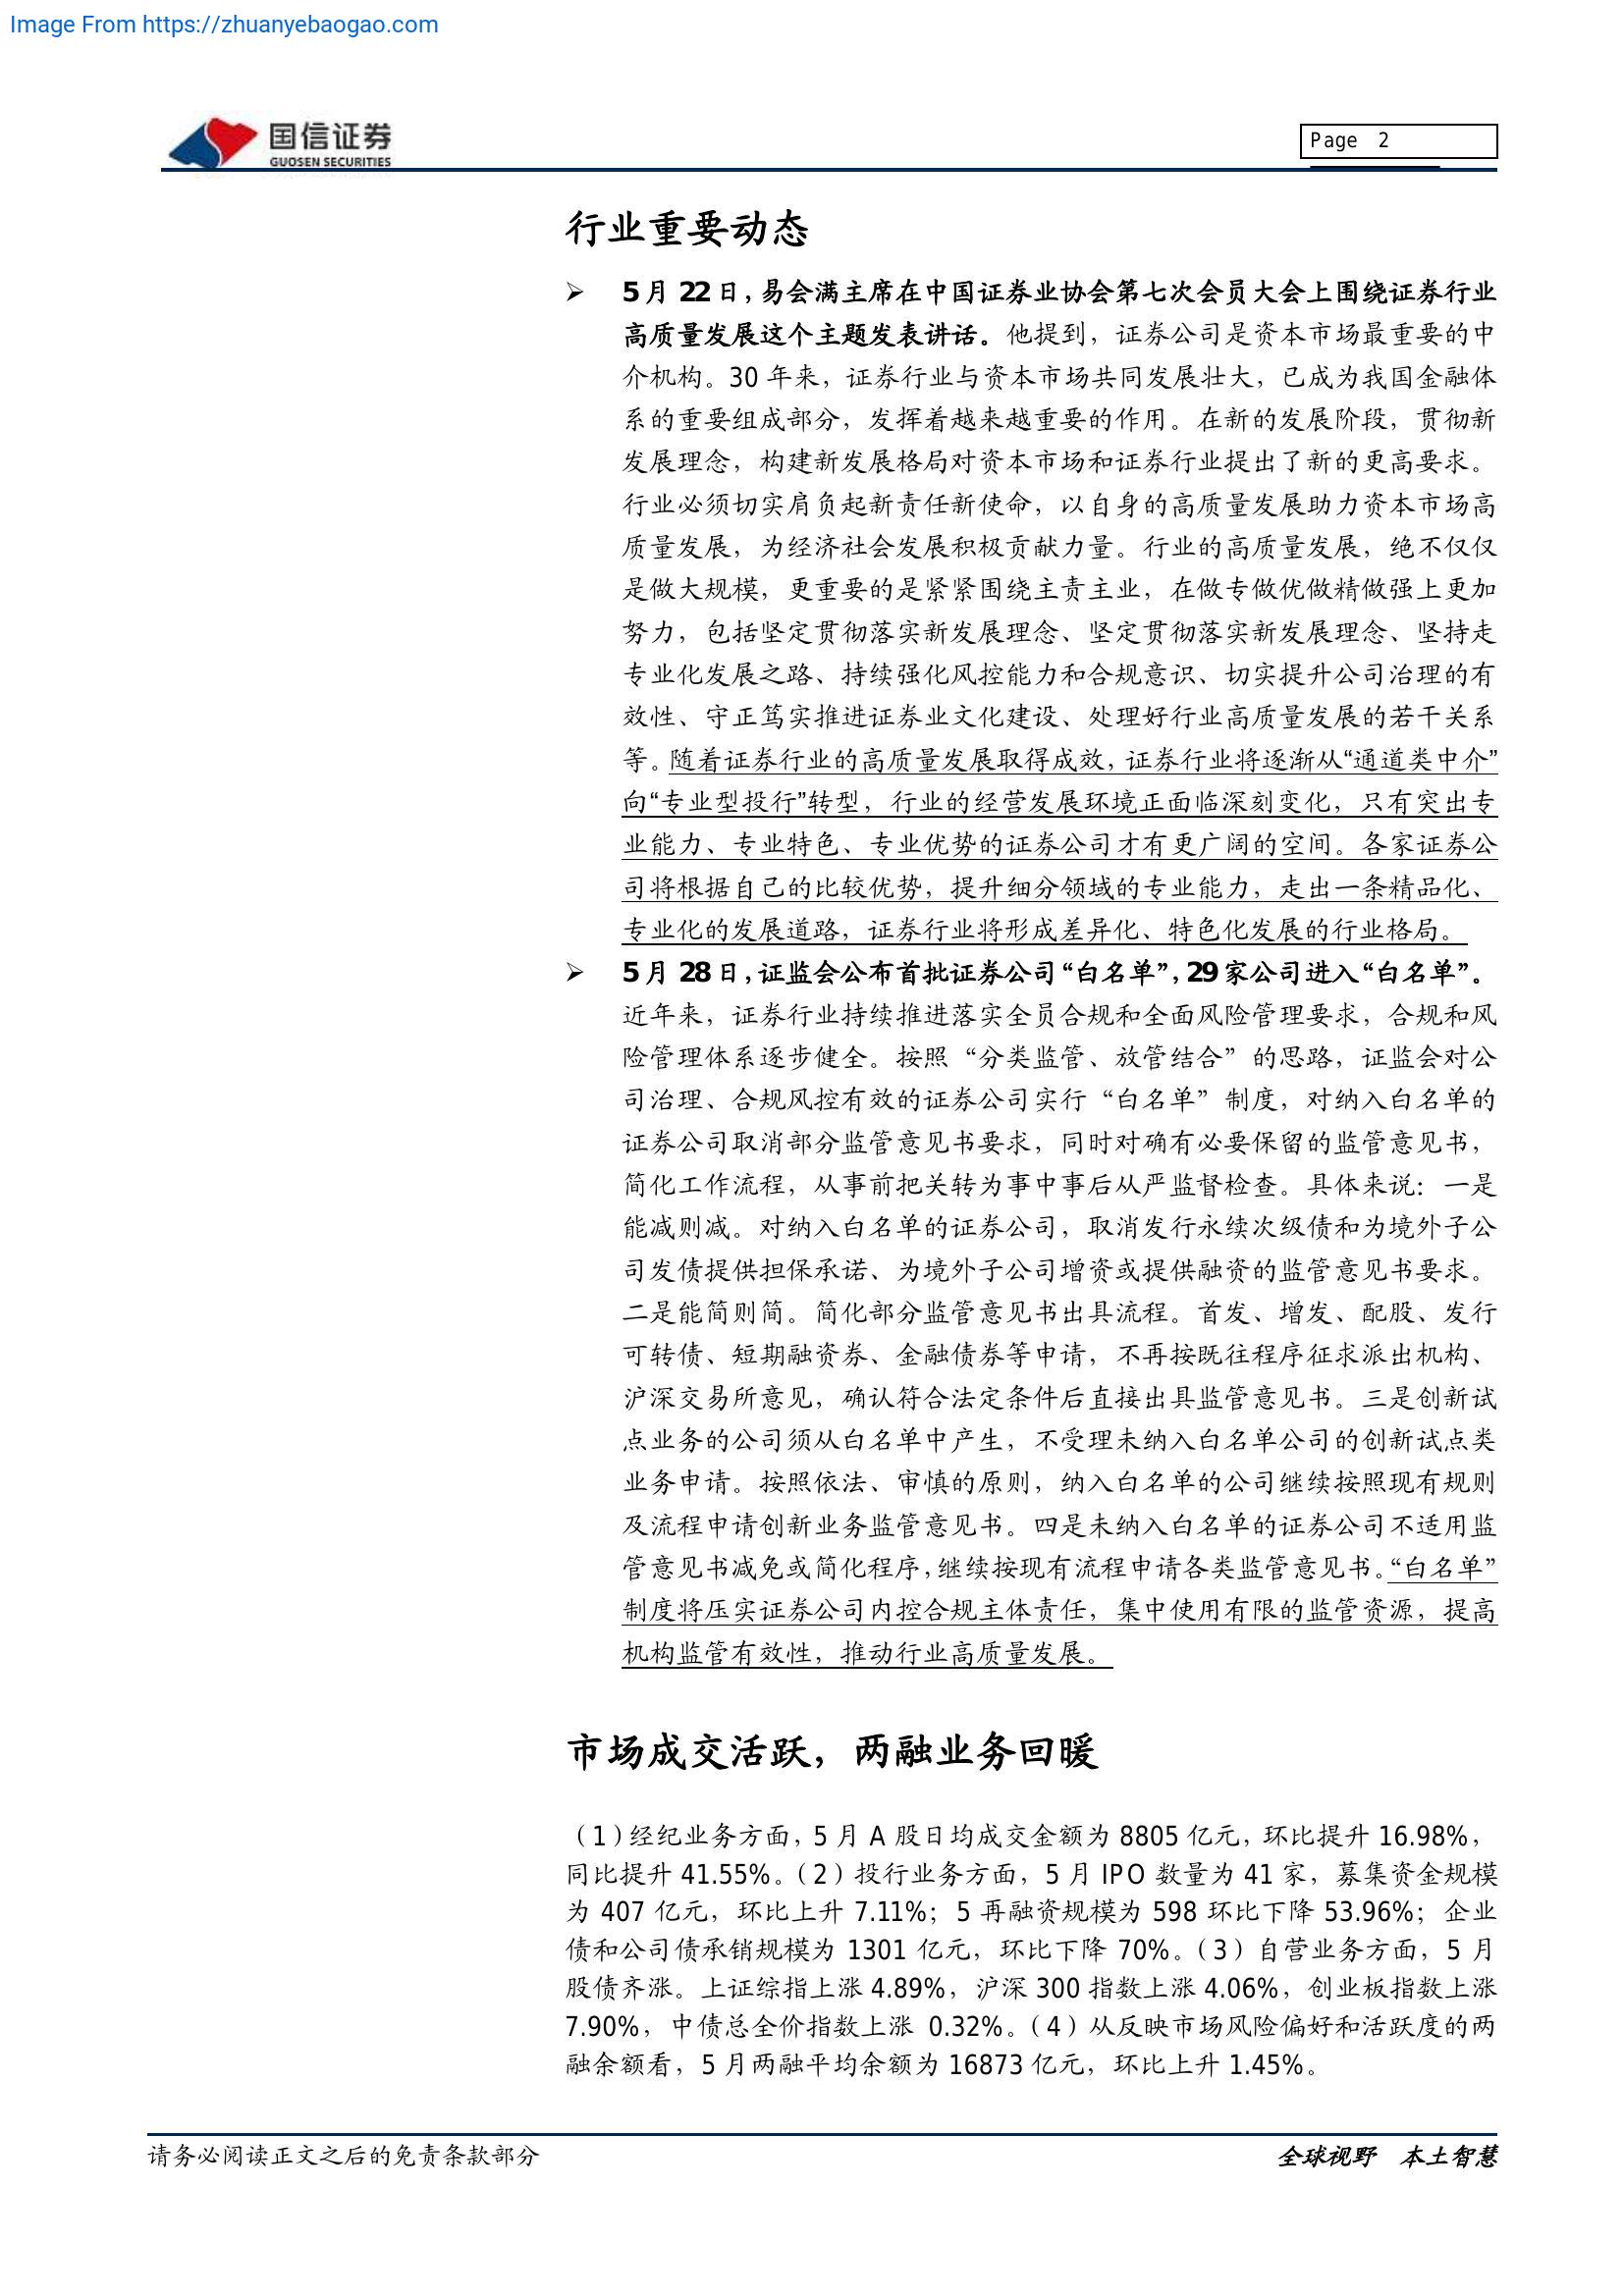 Image From https://zhuanyebaogao.com
国信证券
GUOSEN SECURITIES
Page 2
行业重要动态
➢ 5 月 22 日，易会满主席在中国证券业协会第七次会员大会上围绕证券行业
高质量发展这个主题发表讲话。他提到，证券公司是资本市场最重要的中
介机构。30 年来，证券行业与资本市场共同发展壮大，已成为我国金融体
系的重要组成部分，发挥着越来越重要的作用。在新的发展阶段，贯彻新
发展理念，构建新发展格局对资本市场和证券行业提出了新的更高要求。
行业必须切实肩负起新责任新使命，以自身的高质量发展助力资本市场高
质量发展，为经济社会发展积极贡献力量。行业的高质量发展，绝不仅仅
是做大规模，更重要的是紧紧围绕主责主业，在做专做优做精做强上更加
努力，包括坚定贯彻落实新发展理念、坚定贯彻落实新发展理念、坚持走
专业化发展之路、持续强化风控能力和合规意识、切实提升公司治理的有
效性、守正笃实推进证券业文化建设、处理好行业高质量发展的若干关系
等。随着证券行业的高质量发展取得成效，证券行业将逐渐从“通道类中介”
向“专业型投行”转型，行业的经营发展环境正面临深刻变化，只有突出专
业能力、专业特色、专业优势的证券公司才有更广阔的空间。各家证券公
司将根据自己的比较优势，提升细分领域的专业能力，走出一条精品化、
专业化的发展道路，证券行业将形成差异化、特色化发展的行业格局。
➢ 5 月 28 日，证监会公布首批证券公司“白名单”，29 家公司进入“白名单”。
近年来，证券行业持续推进落实全员合规和全面风险管理要求，合规和风
险管理体系逐步健全。按照“分类监管、放管结合”的思路，证监会对公
司治理、合规风控有效的证券公司实行“白名单”制度，对纳入白名单的
证券公司取消部分监管意见书要求，同时对确有必要保留的监管意见书，
简化工作流程，从事前把关转为事中事后从严监督检查。具体来说：一是
能减则减。对纳入白名单的证券公司，取消发行永续次级债和为境外子公
司发债提供担保承诺、为境外子公司增资或提供融资的监管意见书要求。
二是能简则简。简化部分监管意见书出具流程。首发、增发、配股、发行
可转债、短期融资券、金融债券等申请，不再按既往程序征求派出机构、
沪深交易所意见，确认符合法定条件后直接出具监管意见书。三是创新试
点业务的公司须从白名单中产生，不受理未纳入白名单公司的创新试点类
业务申请。按照依法、审慎的原则，纳入白名单的公司继续按照现有规则
及流程申请创新业务监管意见书。四是未纳入白名单的证券公司不适用监
管意见书减免或简化程序，继续按现有流程申请各类监管意见书。“白名单”
制度将压实证券公司内控合规主体责任，集中使用有限的监管资源，提高
机构监管有效性，推动行业高质量发展。
市场成交活跃，两融业务回暖
（1）经纪业务方面，5 月 A 股日均成交金额为 8805 亿元，环比提升 16.98%，
同比提升 41.55%。（2）投行业务方面，5 月 IPO 数量为 41 家，募集资金规模
为 407 亿元，环比上升 7.11%；5 再融资规模为 598 环比下降 53.96%；企业
债和公司债承销规模为 1301 亿元，环比下降 70%。（3）自营业务方面，5 月
股债齐涨。上证综指上涨 4.89%，沪深 300 指数上涨 4.06%，创业板指数上涨
7.90%，中债总全价指数上涨 0.32%。（4）从反映市场风险偏好和活跃度的两
融余额看，5 月两融平均余额为 16873 亿元，环比上升 1.45%。
请务必阅读正文之后的免责条款部分
全球视野 本土智慧